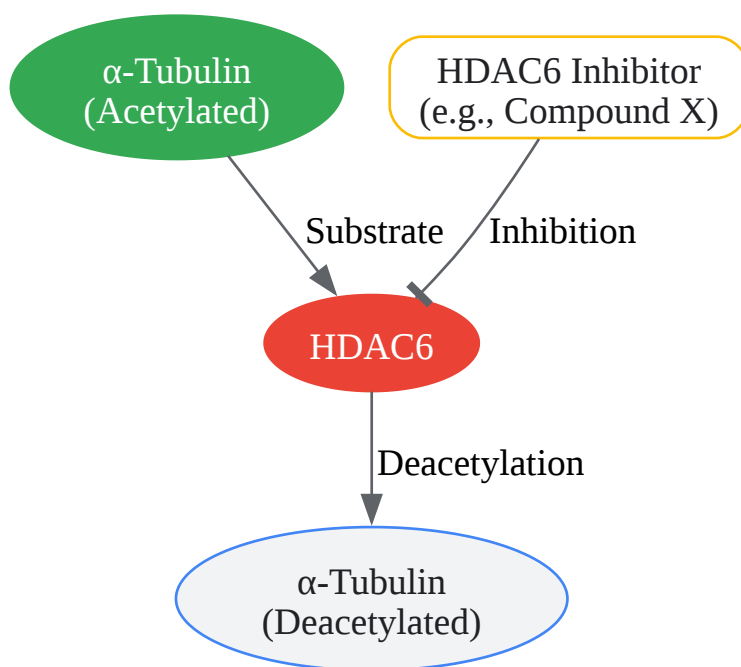 α-Tubulin
(Acetylated)
HDAC6 Inhibitor
(e.g., Compound X)
Substrate
Inhibition
HDAC6
Deacetylation
α-Tubulin
(Deacetylated)